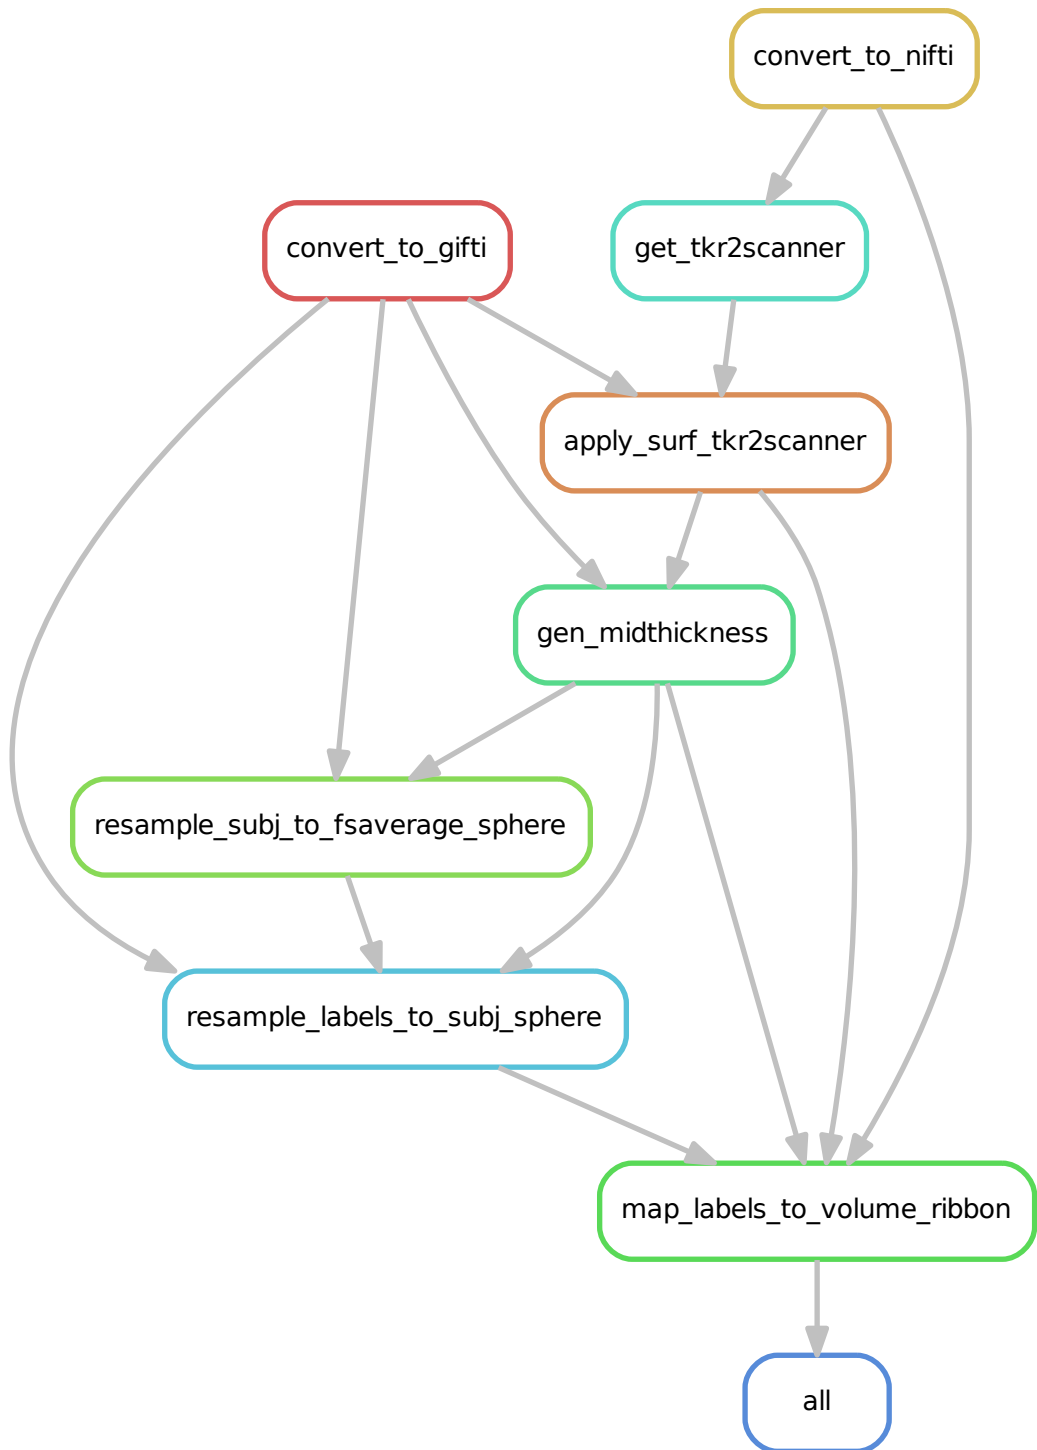 convert_to_nifti
convert_to_gifti
get_tkr2scanner
apply_surf_tkr2scanner
gen_midthickness
resample_subj_to_fsaverage_sphere
resample_labels_to_subj_sphere
map_labels_to_volume_ribbon
all